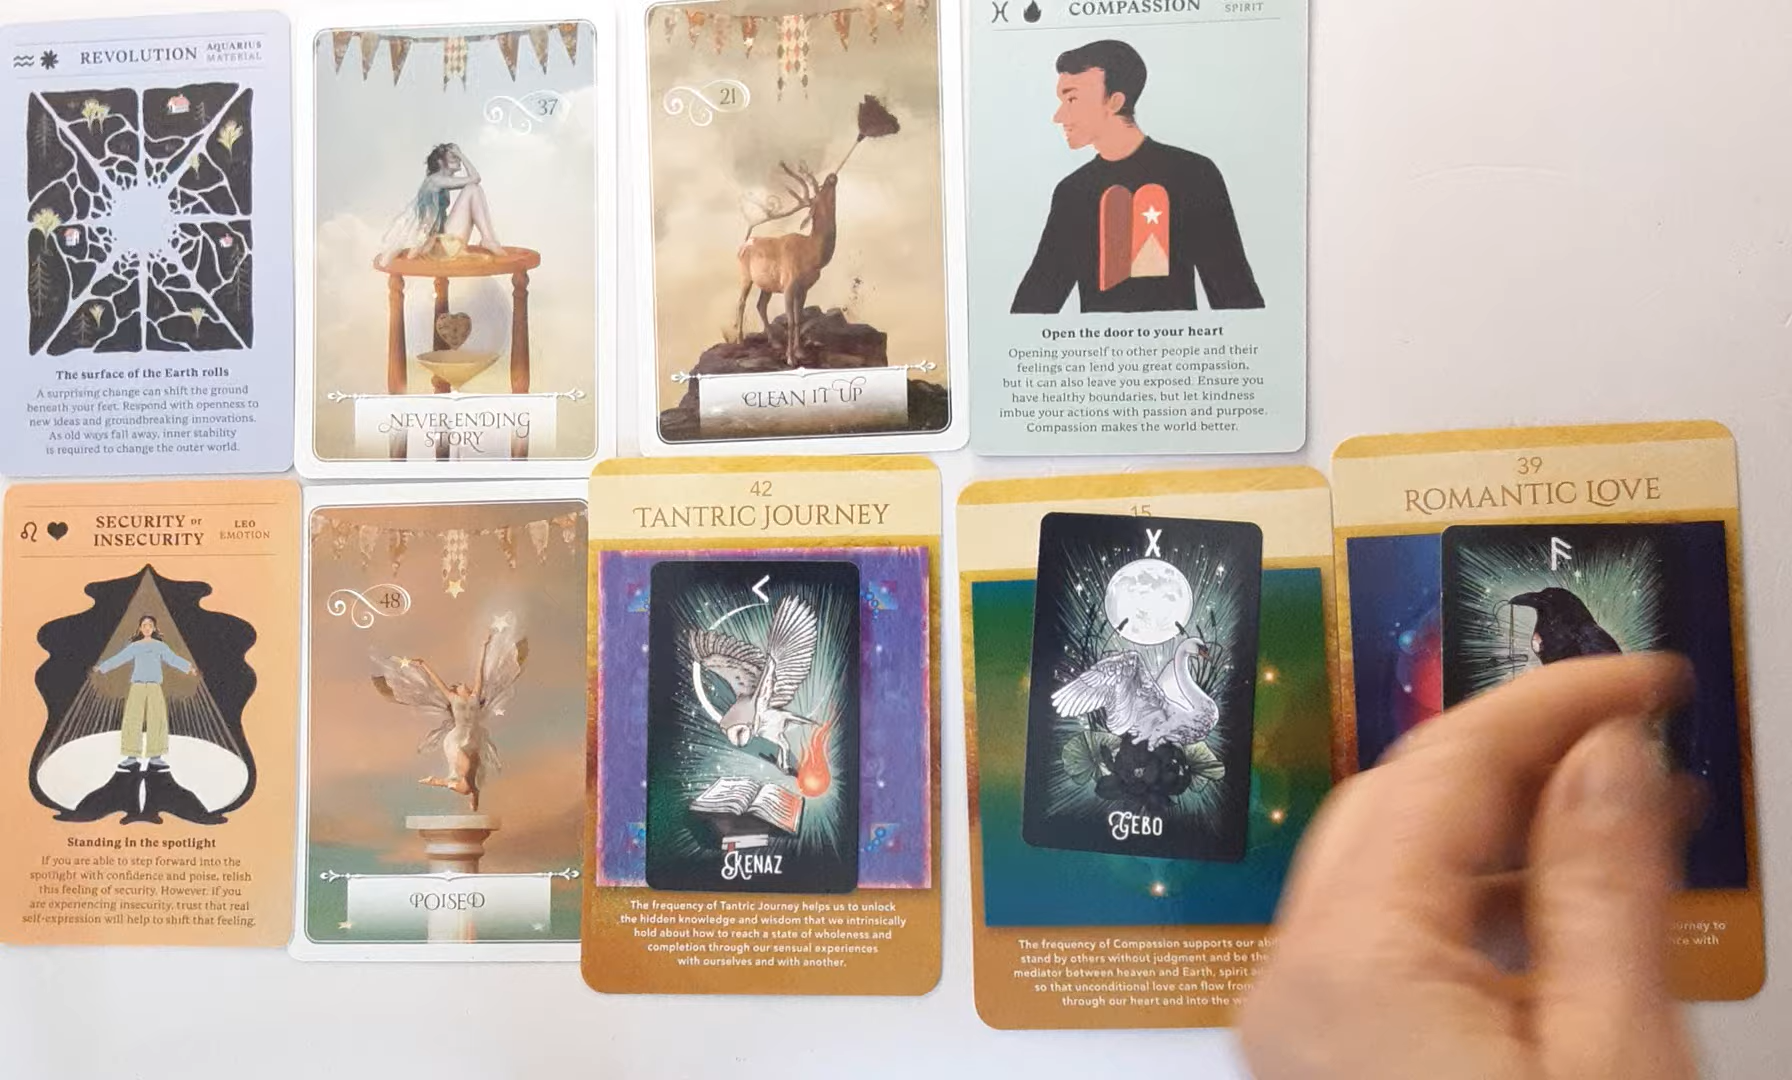 REVOLUTION
AQUARIUS
MATERIAL
The surface of the Earth rolls
A surprising change can shift the ground
beneath your feet. Respond with openness to
new ideas and groundbreaking innovations.
As old ways fall away, inner stability
is required to change the outer world.
37
NEVER-ENDING
STORY
21
CLEAN IT UP
COMPASSION
SPIRIT
Open the door to your heart
Opening yourself to other people and their
feelings can lend you great compassion,
but it can also leave you exposed. Ensure you
have healthy boundaries, but let kindness
imbue your actions with passion and purpose.
Compassion makes the world better.
SECURITY or
INSECURITY
LEO
EMOTION
Standing in the spotlight
If you are able to step forward into the
spotlight with confidence and poise, relish
this feeling of security. However, if you
are experiencing insecurity, trust that real
self-expression will help to shift that feeling.
48
POISED
42
TANTRIC JOURNEY
KENAZ
The frequency of Tantric Journey helps us to unlock
the hidden knowledge and wisdom that we intrinsically
hold about how to reach a state of wholeness and
completion through our sensual experiences
with ourselves and with another.
15
GEBO
The frequency of Compassion supports our
stand by others without judgment and be the
mediator between heaven and Earth, spirit
so that unconditional love can flow from
through our heart and into the
39
ROMANTIC LOVE
to
with